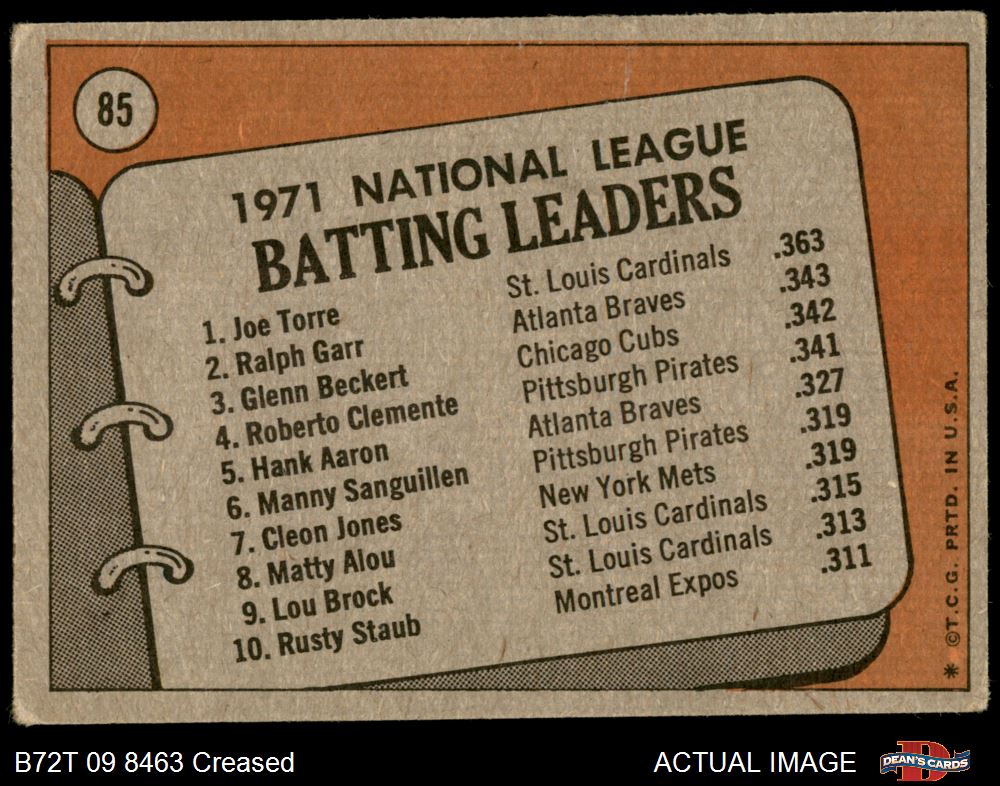 85
1971 NATIONAL LEAGUE
BATTING LEADERS
1. Joe Torre St. Louis Cardinals .363
2. Ralph Garr Atlanta Braves .343
3. Glenn Beckert Chicago Cubs .342
4. Roberto Clemente Pittsburgh Pirates .341
5. Hank Aaron Atlanta Braves .327
6. Manny Sanguillen Pittsburgh Pirates .319
7. Cleon Jones New York Mets .319
8. Matty Alou St. Louis Cardinals .315
9. Lou Brock St. Louis Cardinals .313
10. Rusty Staub Montreal Expos .311
* ©T.C.G. PRTD. IN U.S.A.
B72T 09 8463 Creased
ACTUAL IMAGE
DEAN'S CARDS